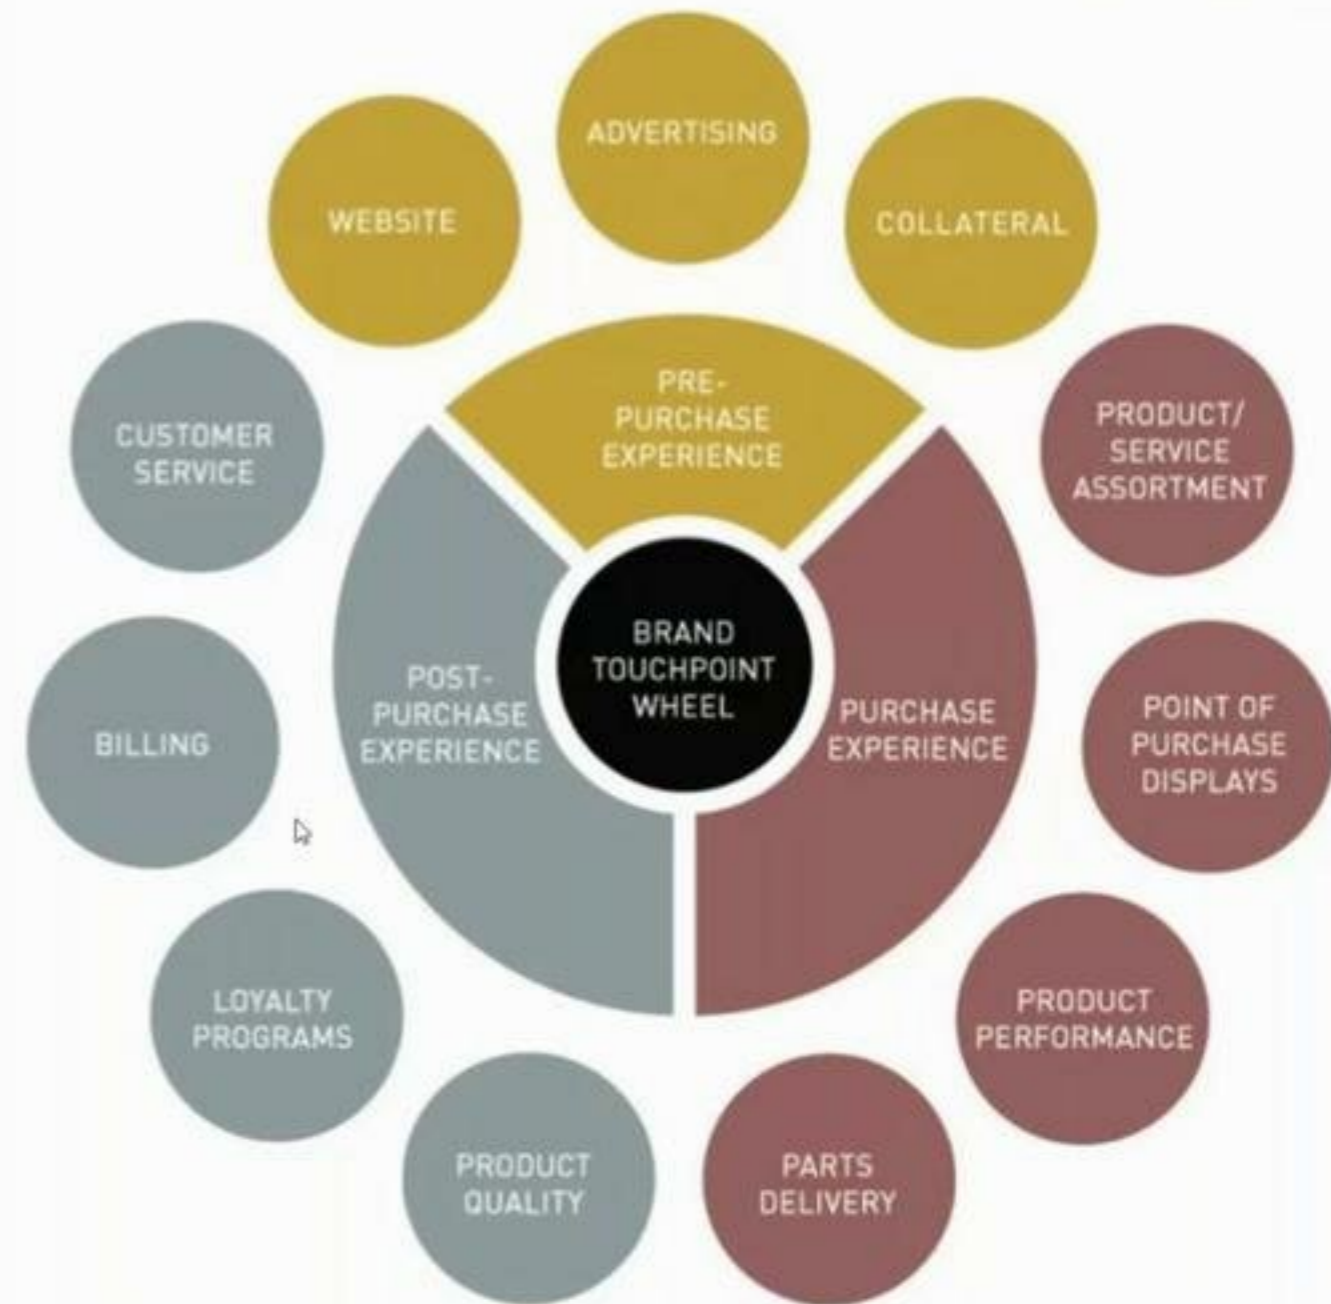 ADVERTISING
WEBSITE
COLLATERAL
PRE-
PURCHASE
EXPERIENCE
CUSTOMER
SERVICE
PRODUCT/
SERVICE
ASSORTMENT
BRAND
TOUCHPOINT
WHEEL
POST-
PURCHASE
EXPERIENCE
PURCHASE
EXPERIENCE
BILLING
POINT OF
PURCHASE
DISPLAYS
LOYALTY
PROGRAMS
PRODUCT
PERFORMANCE
PRODUCT
QUALITY
PARTS
DELIVERY